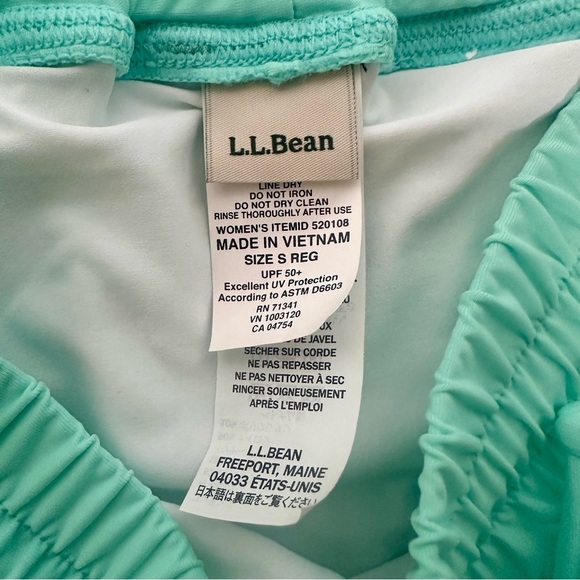 L.L.Bean
LINE DRY
DO NOT IRON
DO NOT DRY CLEAN
RINSE THOROUGHLY AFTER USE
WOMEN'S ITEMID 520108
MADE IN VIETNAM
SIZE S REG
UPF 50+
Excellent UV Protection
According to ASTM D6603
RN 71341
VN 1003120
CA 04754
DE JAVEL
SÉCHER SUR CORDE
NE PAS REPASSER
NE PAS NETTOYER À SEC
RINCER SOIGNEUSEMENT
APRÈS L'EMPLOI
L.L.BEAN
FREEPORT, MAINE
04033 ÉTATS-UNIS
日本語は裏面をご覧くださ